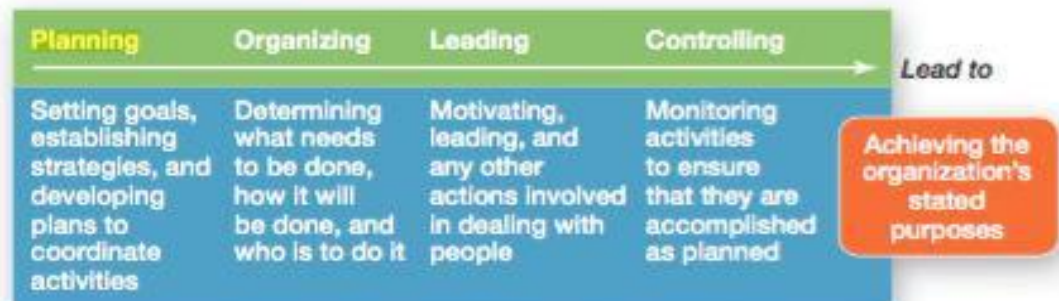 Planning
Organizing
Leading
Controlling
Lead to
Setting goals,
establishing
strategies, and
developing
plans to
coordinate
activities
Determining
what needs
to be done,
how it will
be done, and
who is to do it
Motivating,
leading, and
any other
actions involved
in dealing with
people
Monitoring
activities
to ensure
that they are
accomplished
as planned
Achieving the
organization's
stated
purposes